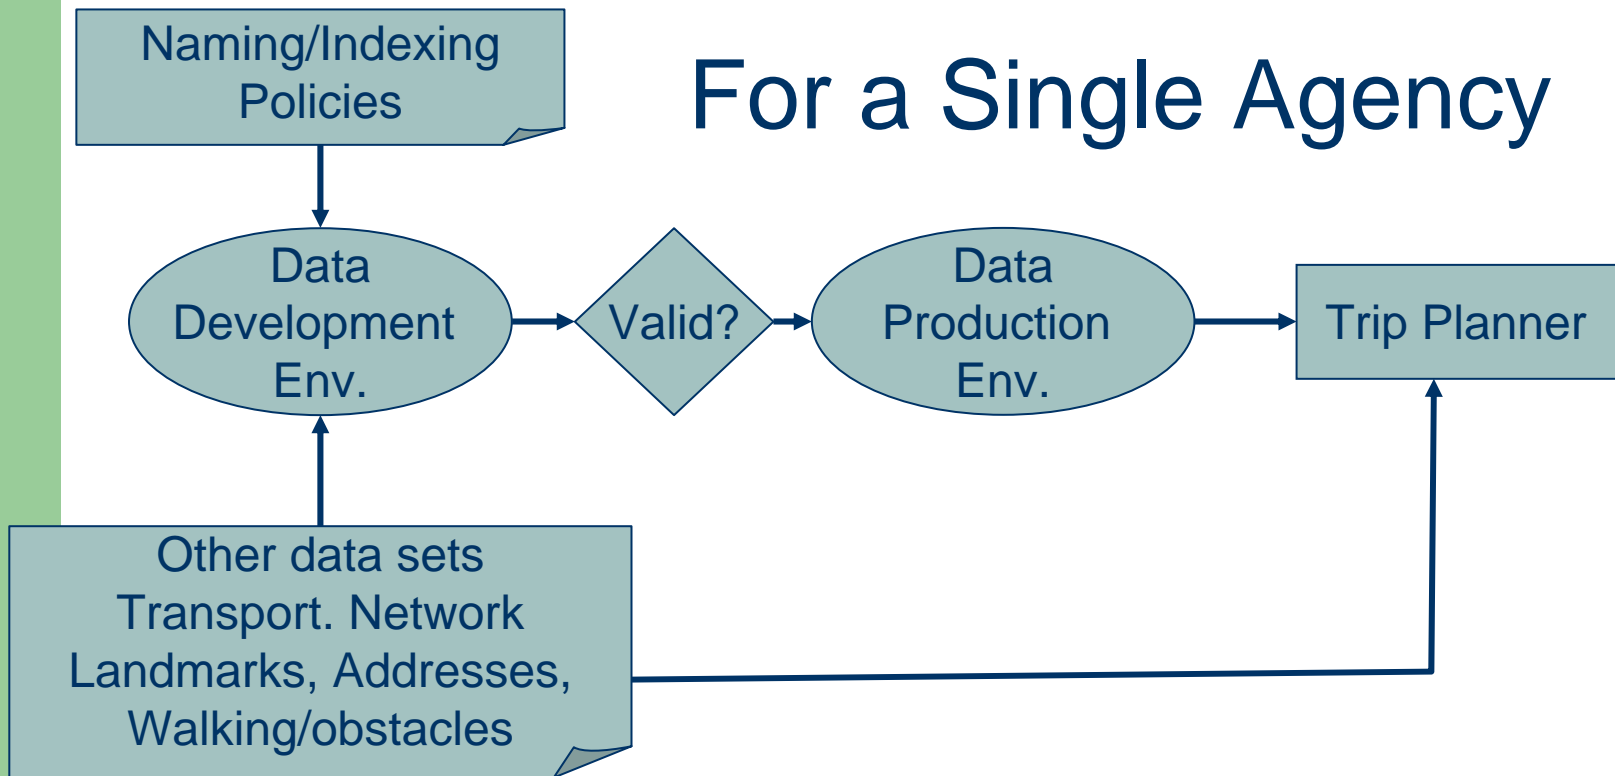 Naming/Indexing
Policies
For a Single Agency
Data
Development
Env.
Valid?
Data
Production
Env.
Trip Planner
Other data sets
Transport. Network
Landmarks, Addresses,
Walking/obstacles